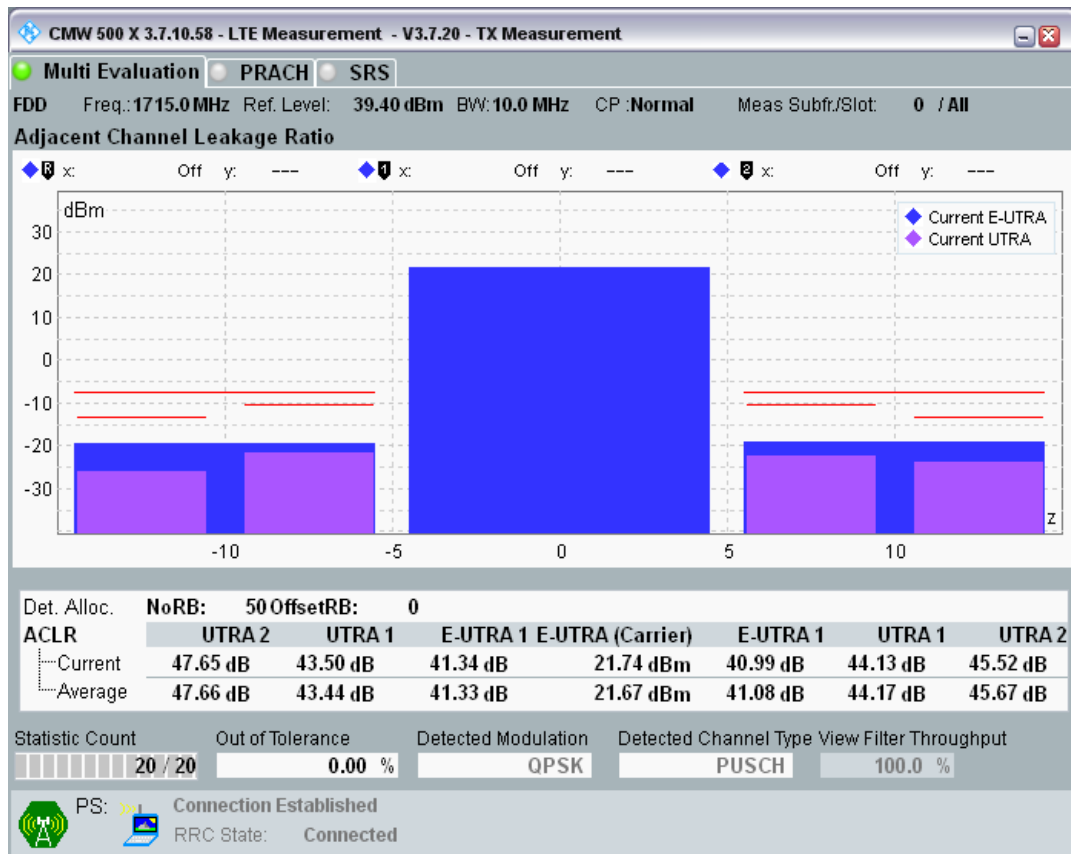 CMW 500 X 3.7.10.58 - LTE Measurement - V3.7.20 - TX Measurement
Multi Evaluation PRACH SRS
FDD Freq.:1715.0 MHz Ref. Level: 39.40 dBm BW:10.0 MHz CP :Normal Meas Subfr./Slot: 0 / All
Adjacent Channel Leakage Ratio
R x: Off y: --- 1 x: Off y: --- 2 x: Off y: ---
dBm
Current E-UTRA
Current UTRA
30
20
10
0
-10
-20
-30
z
-10 -5 0 5 10
Det. Alloc. NoRB: 50 OffsetRB: 0
ACLR UTRA 2 UTRA 1 E-UTRA 1 E-UTRA (Carrier) E-UTRA 1 UTRA 1 UTRA 2
Current 47.65 dB 43.50 dB 41.34 dB 21.74 dBm 40.99 dB 44.13 dB 45.52 dB
Average 47.66 dB 43.44 dB 41.33 dB 21.67 dBm 41.08 dB 44.17 dB 45.67 dB
Statistic Count Out of Tolerance Detected Modulation Detected Channel Type View Filter Throughput
20 / 20 0.00 % QPSK PUSCH 100.0 %
PS: Connection Established
RRC State: Connected